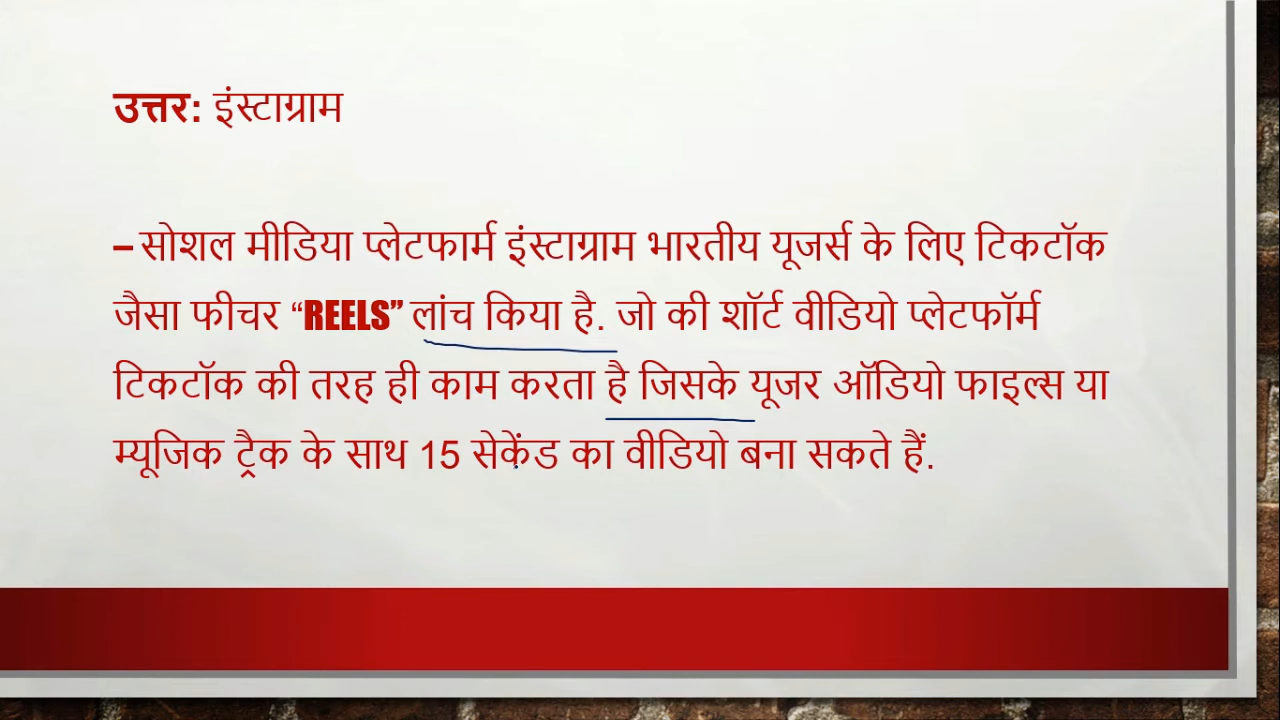 उत्तर: इंस्टाग्राम
– सोशल मीडिया प्लेटफार्म इंस्टाग्राम भारतीय यूजर्स के लिए टिकटॉक
जैसा फीचर “REELS” लांच किया है. जो की शॉर्ट वीडियो प्लेटफॉर्म
टिकटॉक की तरह ही काम करता है जिसके यूजर ऑडियो फाइल्स या
म्यूजिक ट्रैक के साथ 15 सेकेंड का वीडियो बना सकते हैं.